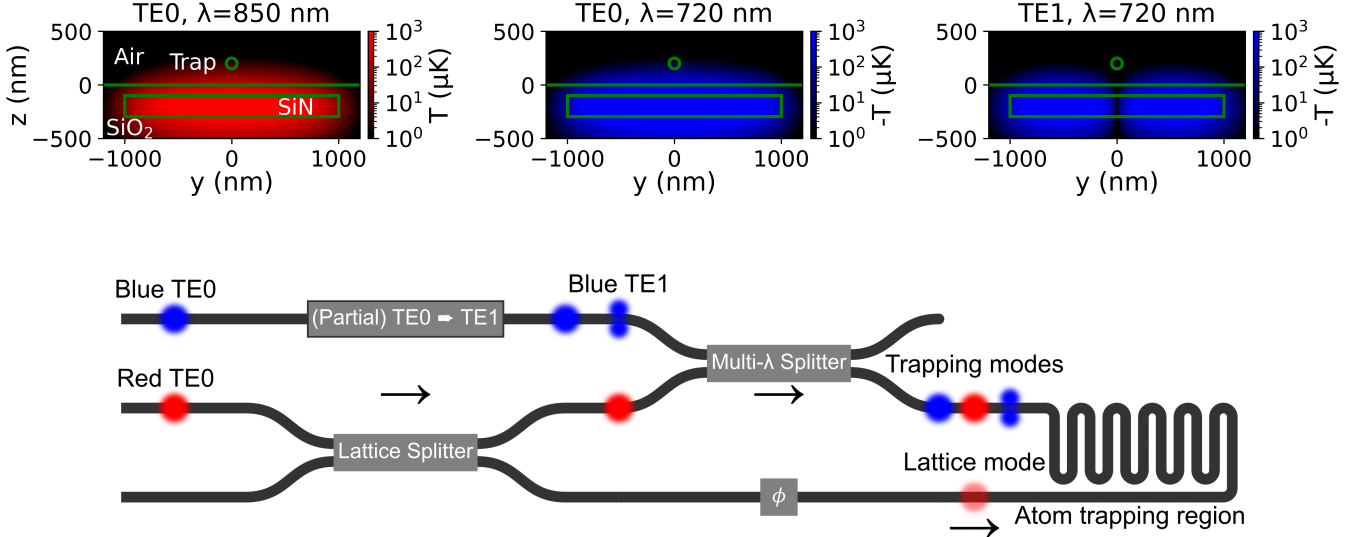 TE0, λ=850 nm
TE0, λ=720 nm
TE1, λ=720 nm
500
0
−500
z (nm)
Air
Trap
SiN
SiO₂
−1000
0
1000
y (nm)
10³
10²
10¹
10⁰
T (μK)
500
0
−500
−1000
0
1000
y (nm)
10³
10²
10¹
10⁰
-T (μK)
500
0
−500
−1000
0
1000
y (nm)
10³
10²
10¹
10⁰
-T (μK)
Blue TE0
(Partial) TE0 ➨ TE1
Blue TE1
Multi-λ Splitter
Trapping modes
Red TE0
→
→
Lattice Splitter
Lattice mode
ϕ
→
Atom trapping region